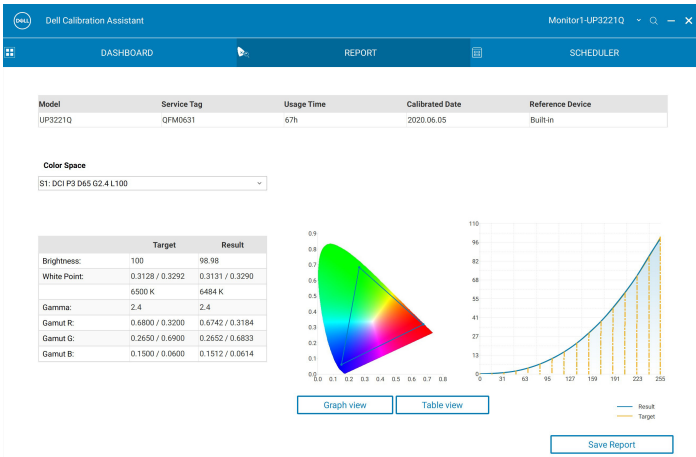 DELL
Dell Calibration Assistant
Monitor1-UP3221Q
DASHBOARD
REPORT
SCHEDULER
Model Service Tag Usage Time Calibrated Date Reference Device
UP3221Q QFM0631 67h 2020.06.05 Built-in
Color Space
S1: DCI P3 D65 G2.4 L100
Target Result
Brightness: 100 98.98
White Point: 0.3128 / 0.3292 0.3131 / 0.3290
6500 K 6484 K
Gamma: 2.4 2.4
Gamut R: 0.6800 / 0.3200 0.6742 / 0.3184
Gamut G: 0.2650 / 0.6900 0.2652 / 0.6833
Gamut B: 0.1500 / 0.0600 0.1512 / 0.0614
0.9
0.8
0.7
0.6
0.5
0.4
0.3
0.2
0.1
0.0
0.0 0.1 0.2 0.3 0.4 0.5 0.6 0.7 0.8
110
96
82
68
55
41
27
13
0
0 31 63 95 127 159 191 223 255
Graph view
Table view
Result
Target
Save Report